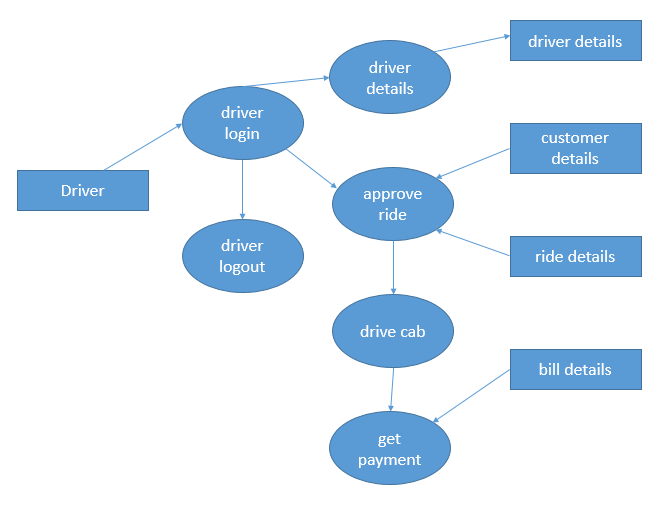 driver details
driver
details
driver
login
customer
details
Driver
approve
ride
driver
logout
ride details
drive cab
bill details
get
payment